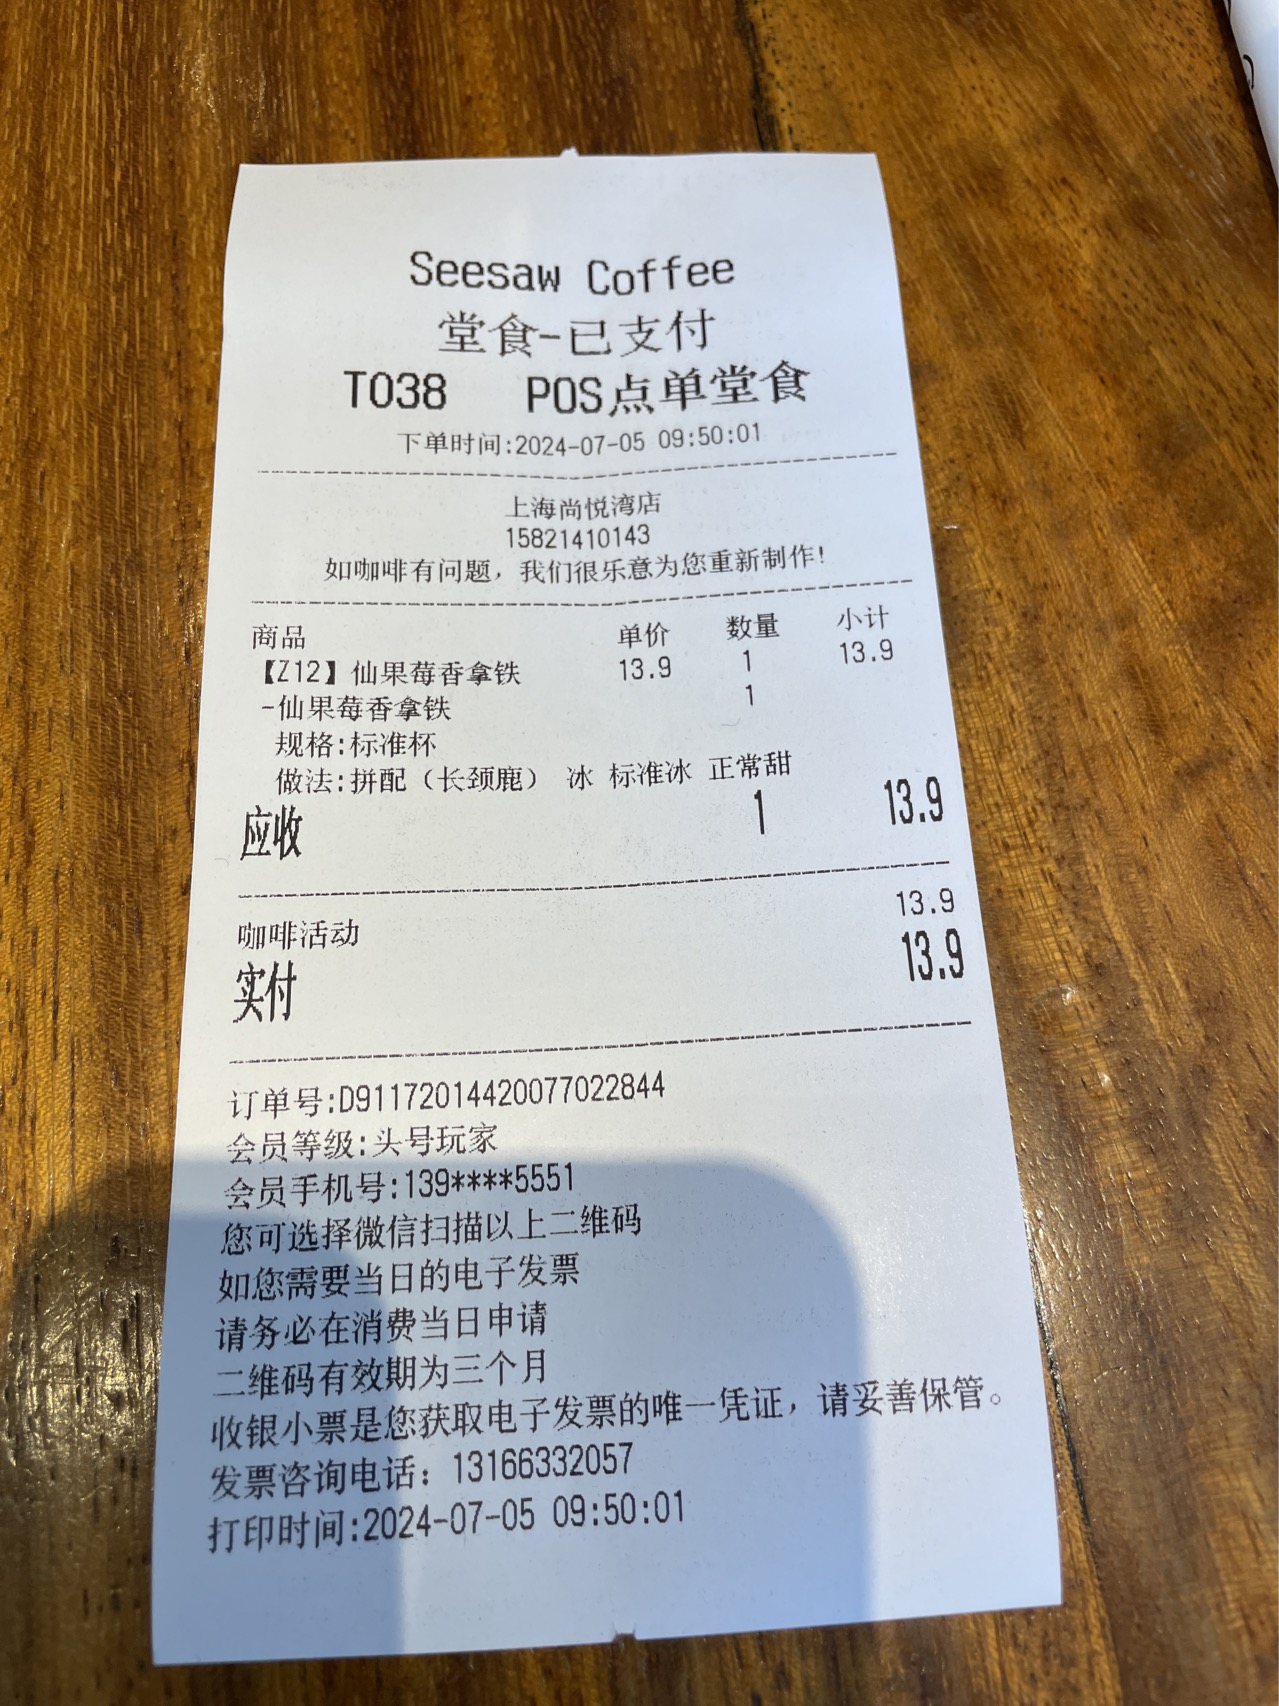 Seesaw Coffee
堂食-已支付
T038 POS点单堂食
下单时间:2024-07-05 09:50:01
上海尚悦湾店
15821410143
如咖啡有问题，我们很乐意为您重新制作!
商品 单价 数量 小计
【Z12】仙果莓香拿铁 13.9 1 13.9
-仙果莓香拿铁 1
规格:标准杯
做法:拼配（长颈鹿） 冰 标准冰 正常甜
应收 1 13.9
咖啡活动 13.9
实付 13.9
订单号:D91172014420077022844
会员等级:头号玩家
会员手机号:139****5551
您可选择微信扫描以上二维码
如您需要当日的电子发票
请务必在消费当日申请
二维码有效期为三个月
收银小票是您获取电子发票的唯一凭证，请妥善保管。
发票咨询电话：13166332057
打印时间:2024-07-05 09:50:01